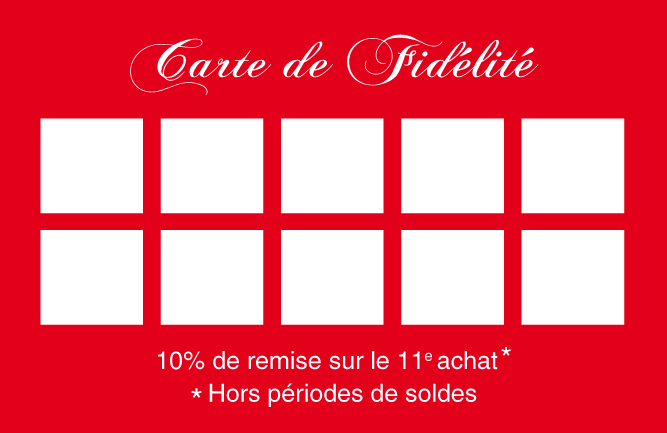 Carte de Fidélité
10% de remise sur le 11e achat*
* Hors périodes de soldes